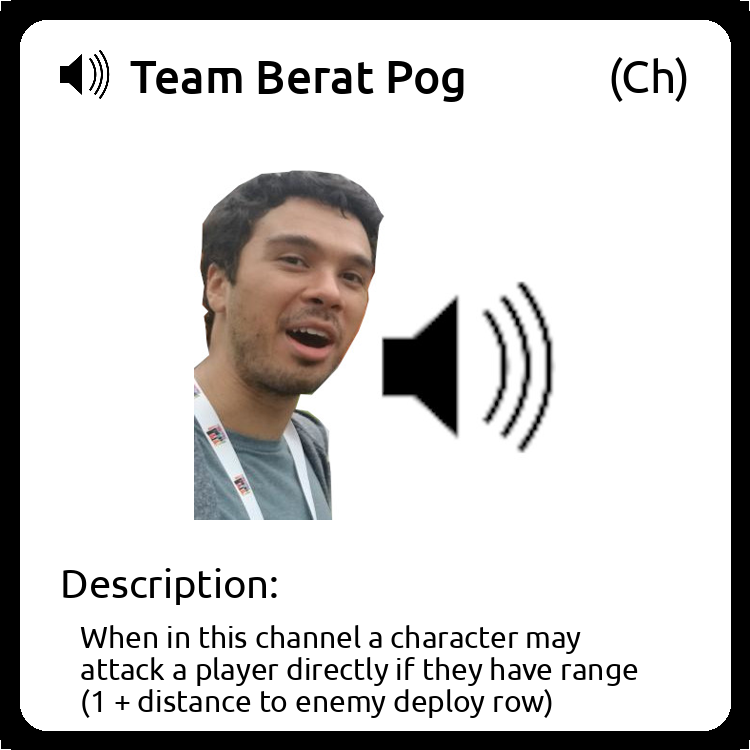 Team Berat Pog (Ch)
Description:
When in this channel a character may
attack a player directly if they have range
(1 + distance to enemy deploy row)